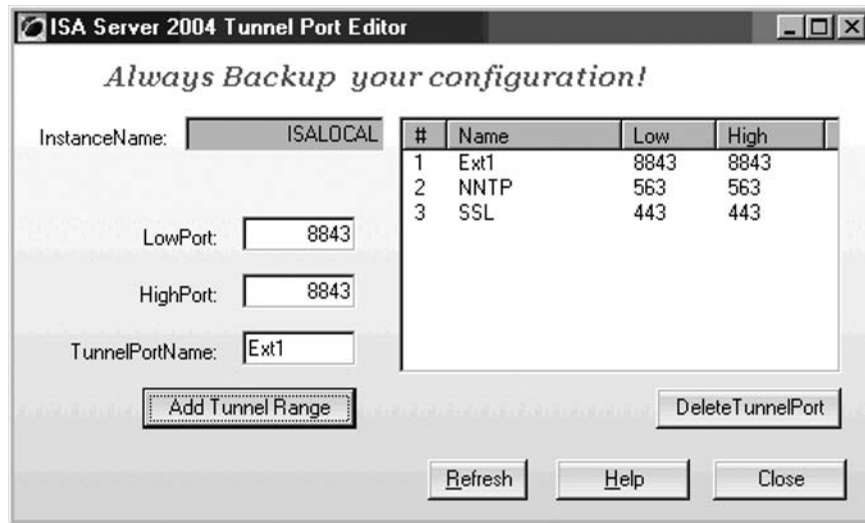 ISA Server 2004 Tunnel Port Editor
Always Backup your configuration!
InstanceName: ISALOCAL
LowPort: 8843
HighPort: 8843
TunnelPortName: Ext1
Add Tunnel Range
# Name Low High
1 Ext1 8843 8843
2 NNTP 563 563
3 SSL 443 443
DeleteTunnelPort
Refresh Help Close